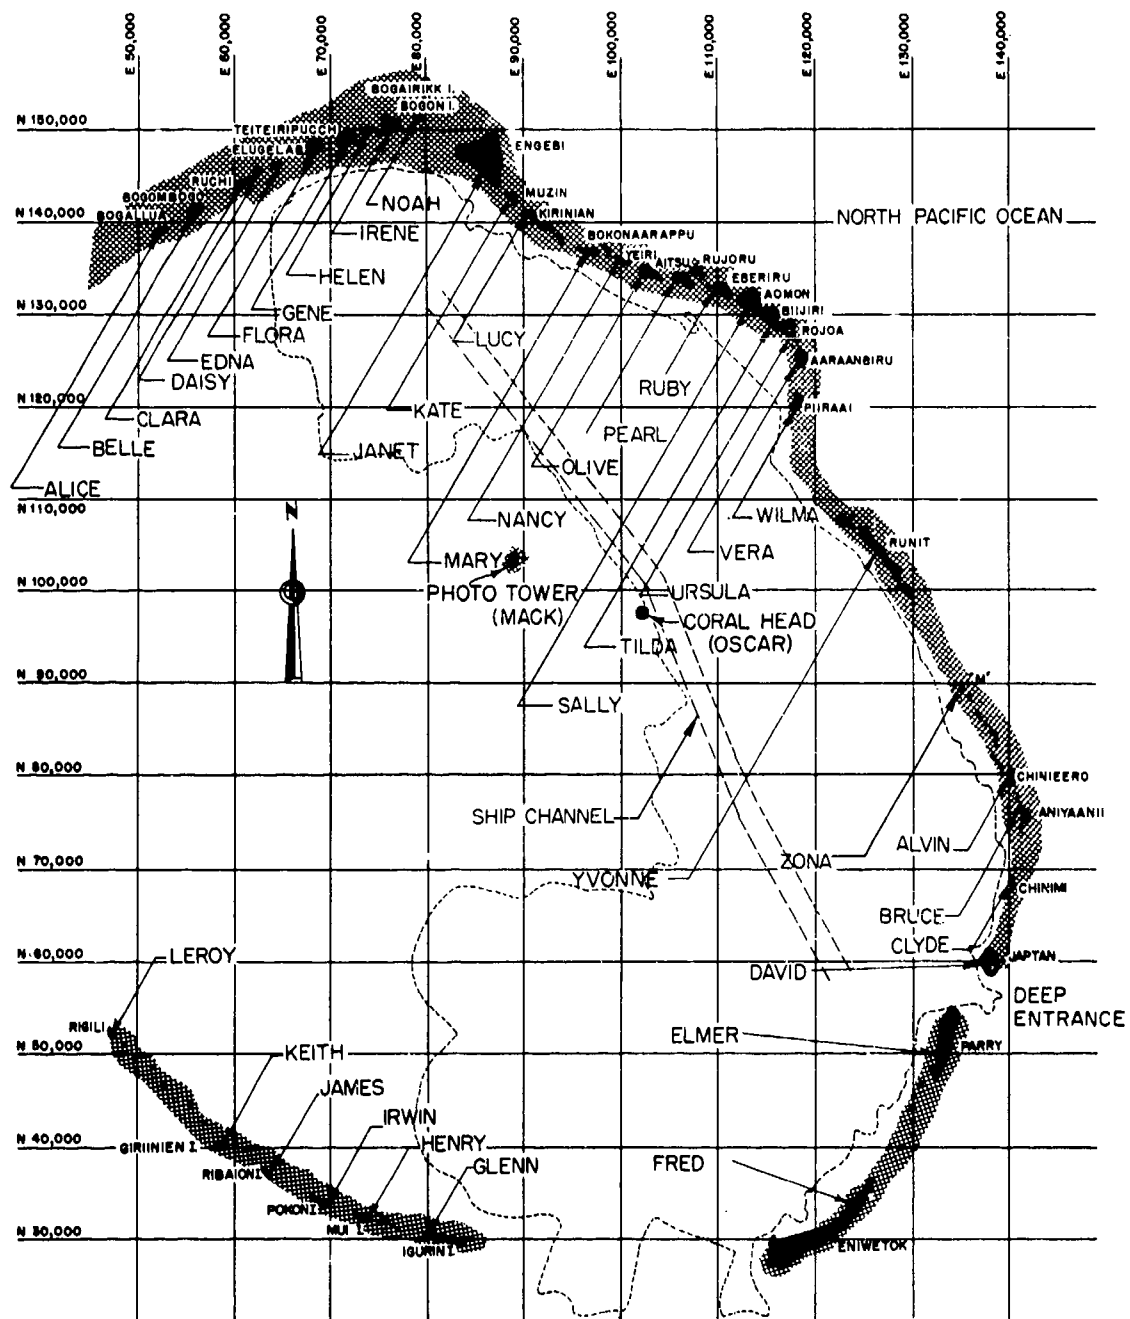 E 50,000
E 60,000
E 70,000
E 80,000
E 90,000
E 100,000
E 110,000
E 120,000
E 130,000
E 140,000
BOGAIRIKK I.
BOGON I.
N 150,000
TEITEIRIPUCCH
ELUGELAB
ENGEBI
RUCHI
BOGOMBOGO
BOGALLUA
MUZIN
KIRINIAN
NOAH
N 140,000
NORTH PACIFIC OCEAN
IRENE
BOKONAARAPPU
YEIRI
AITSU
RUJORU
EBERIRU
AOMON
BIIJIRI
ROJOA
HELEN
GENE
N 130,000
FLORA
LUCY
AARAANBIRU
EDNA
DAISY
RUBY
N 120,000
CLARA
KATE
PIIRAAI
PEARL
BELLE
JANET
OLIVE
ALICE
N 110,000
N
NANCY
WILMA
RUNIT
VERA
MARY
PHOTO TOWER
(MACK)
N 100,000
URSULA
CORAL HEAD
(OSCAR)
TILDA
N 90,000
"M"
SALLY
N 80,000
CHINIEERO
SHIP CHANNEL
ANIYAANII
ALVIN
N 70,000
ZONA
YVONNE
CHINIMI
BRUCE
CLYDE
N 60,000
LEROY
DAVID
JAPTAN
DEEP
ENTRANCE
RIGILI
ELMER
N 50,000
KEITH
PARRY
JAMES
IRWIN
N 40,000
GIRIINIEN I.
HENRY
GLENN
FRED
RIBAION I.
POKON I.
MUI I.
N 30,000
IGURIN I.
ENIWETOK